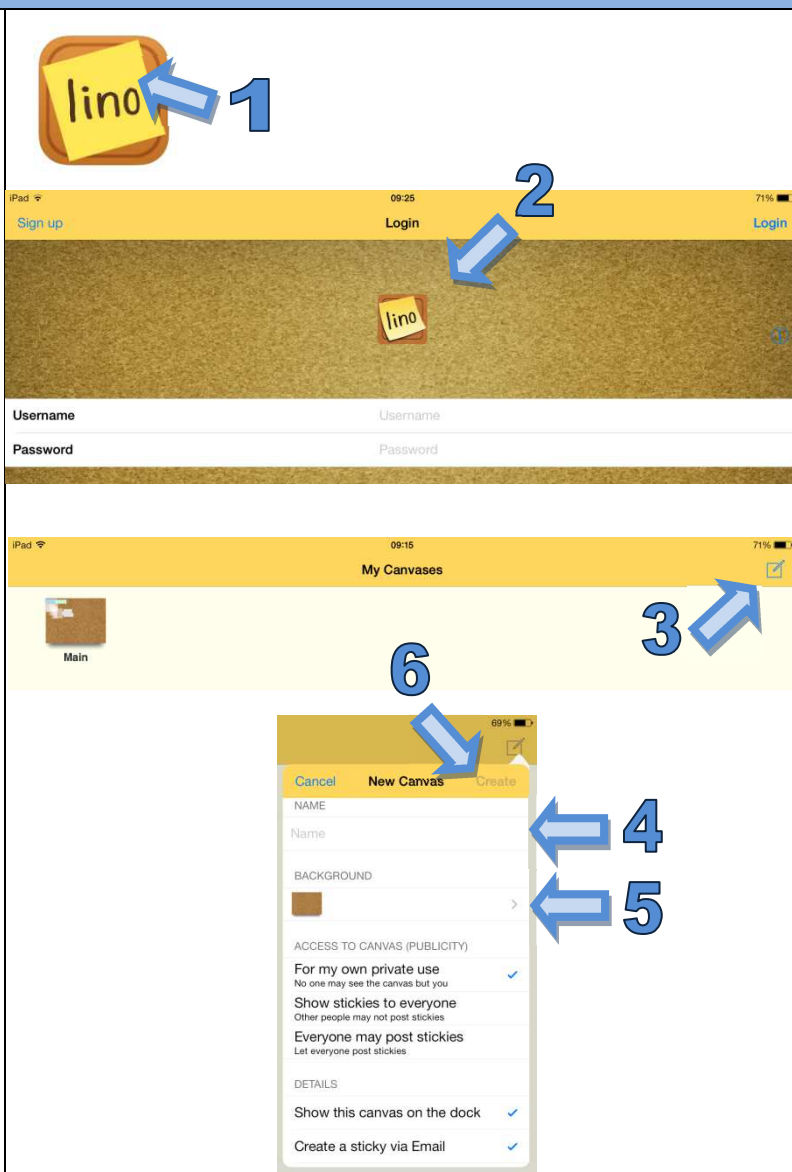 lino
1
2
iPad 09:25 71%
Sign up Login Login
lino
Username Username
Password Password
iPad 09:15 71%
My Canvases
3
Main
6
69%
Cancel New Canvas Create
NAME
Name
4
BACKGROUND
5
ACCESS TO CANVAS (PUBLICITY)
For my own private use
No one may see the canvas but you
Show stickies to everyone
Other people may not post stickies
Everyone may post stickies
Let everyone post stickies
DETAILS
Show this canvas on the dock
Create a sticky via Email